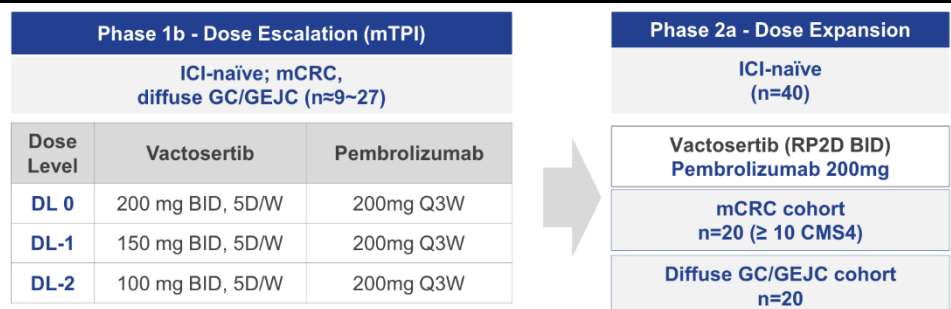 Phase 1b - Dose Escalation (mTPI)
ICI-naïve; mCRC,
diffuse GC/GEJC (n≈9~27)
Dose
Level
Vactosertib
Pembrolizumab
DL 0
200 mg BID, 5D/W
200mg Q3W
DL-1
150 mg BID, 5D/W
200mg Q3W
DL-2
100 mg BID, 5D/W
200mg Q3W
Phase 2a - Dose Expansion
ICI-naïve
(n=40)
Vactosertib (RP2D BID)
Pembrolizumab 200mg
mCRC cohort
n=20 (≥ 10 CMS4)
Diffuse GC/GEJC cohort
n=20